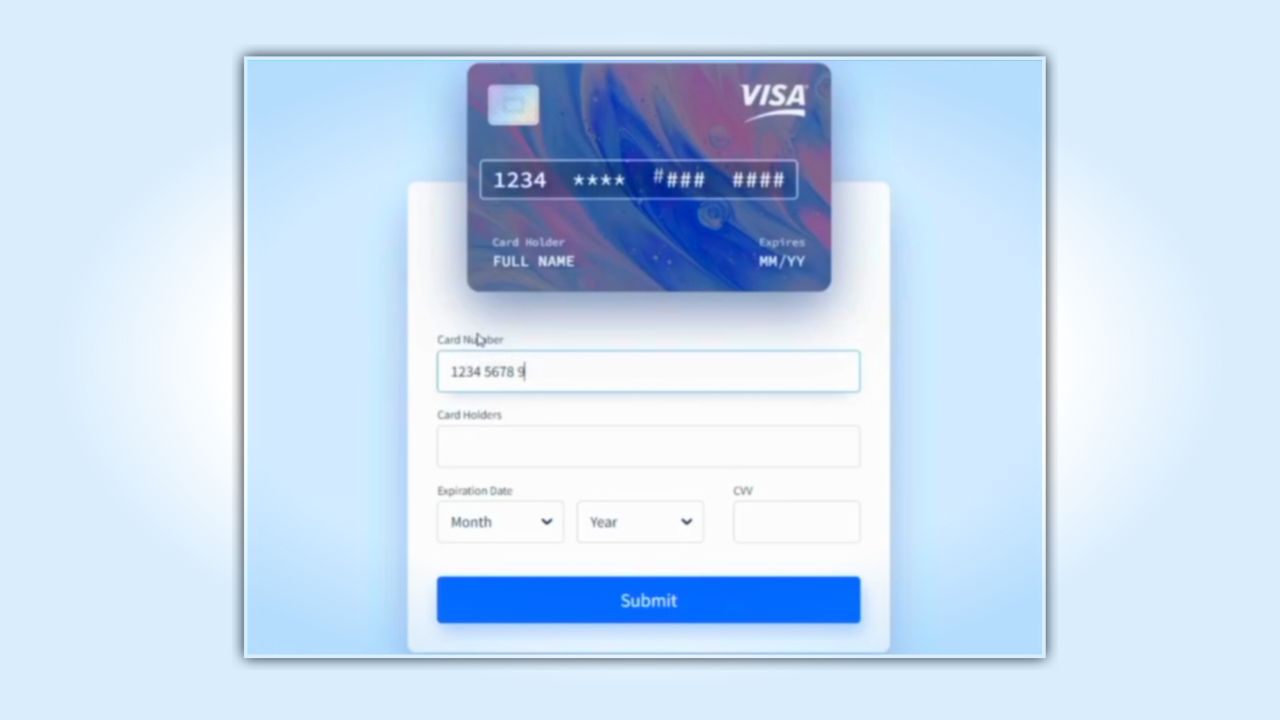 VISA
1234 **** #### ####
Card Holder Expires
FULL NAME MM/YY
Card Number
1234 5678 9
Card Holders
Expiration Date CVV
Month Year
Submit